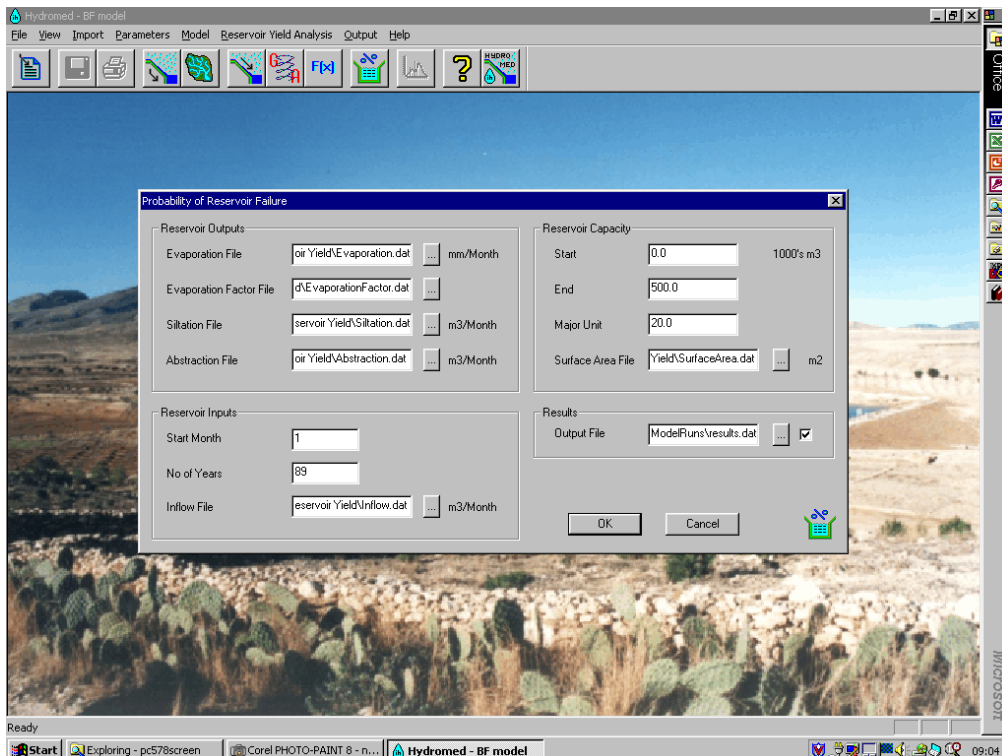 Hydromed - BF model
File View Import Parameters Model Reservoir Yield Analysis Output Help
F(x) % ? HYDRO MED
Office
Probability of Reservoir Failure
Reservoir Outputs
Evaporation File oir Yield\Evaporation.dat ... mm/Month
Evaporation Factor File d\EvaporationFactor.dat ...
Siltation File servoir Yield\Siltation.dat ... m3/Month
Abstraction File oir Yield\Abstraction.dat ... m3/Month
Reservoir Capacity
Start 0.0 1000's m3
End 500.0
Major Unit 20.0
Surface Area File Yield\SurfaceArea.dat ... m2
Reservoir Inputs
Start Month 1
No of Years 89
Inflow File eservoir Yield\Inflow.dat ... m3/Month
Results
Output File ModelRuns\results.dat ...
OK Cancel
%
Microsoft
Ready
Start Exploring - pc578screen Corel PHOTO-PAINT 8 - n... Hydromed - BF model 09:04